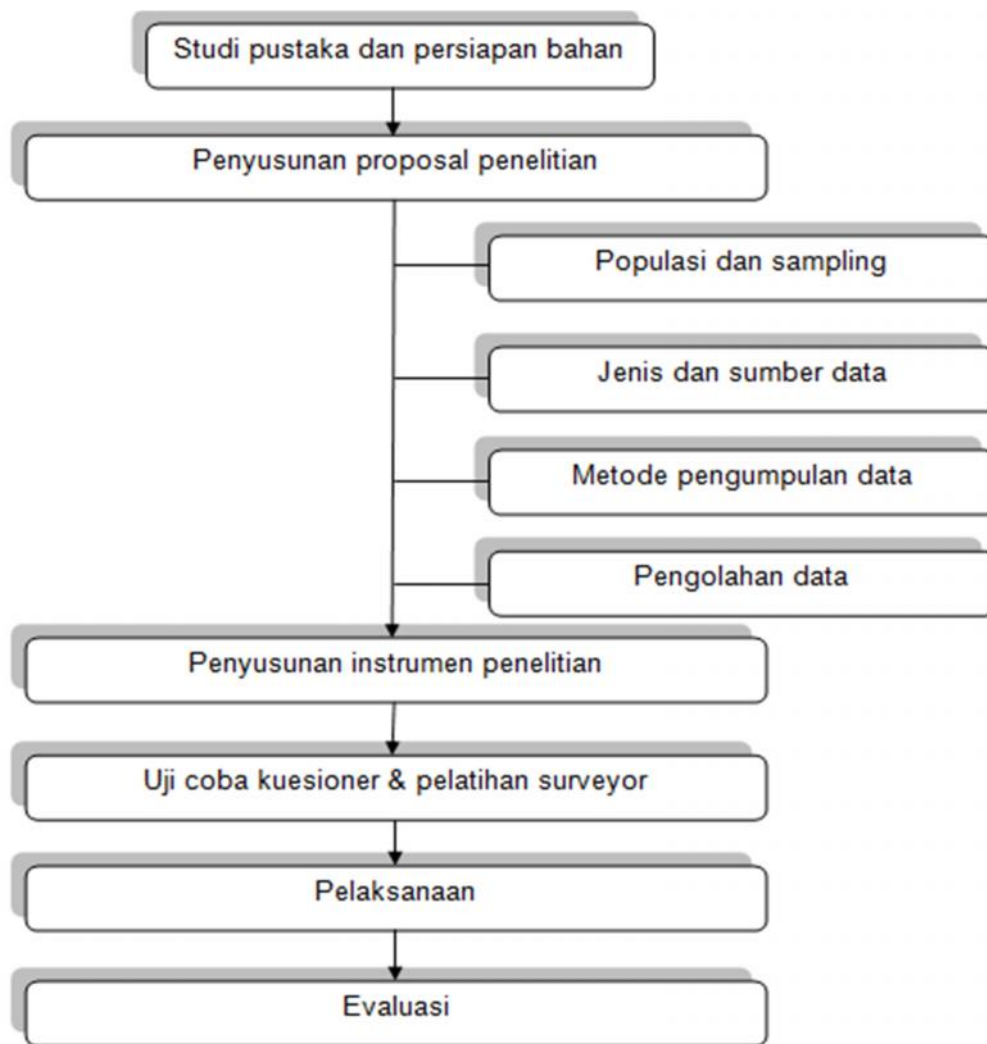 Studi pustaka dan persiapan bahan
Penyusunan proposal penelitian
Populasi dan sampling
Jenis dan sumber data
Metode pengumpulan data
Pengolahan data
Penyusunan instrumen penelitian
Uji coba kuesioner & pelatihan surveyor
Pelaksanaan
Evaluasi